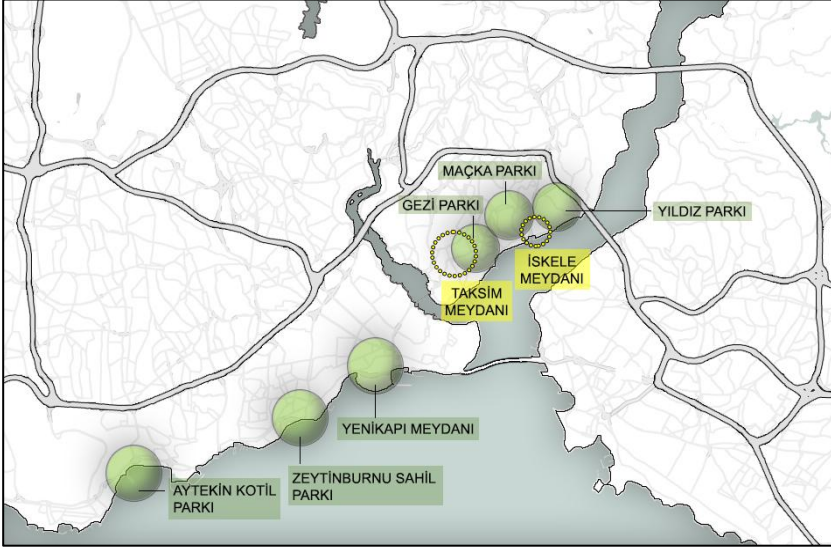 MAÇKA PARKI
GEZİ PARKI
YILDIZ PARKI
İSKELE
MEYDANI
TAKSİM
MEYDANI
YENİKAPI MEYDANI
ZEYTİNBURNU SAHİL
PARKI
AYTEKİN KOTİL
PARKI